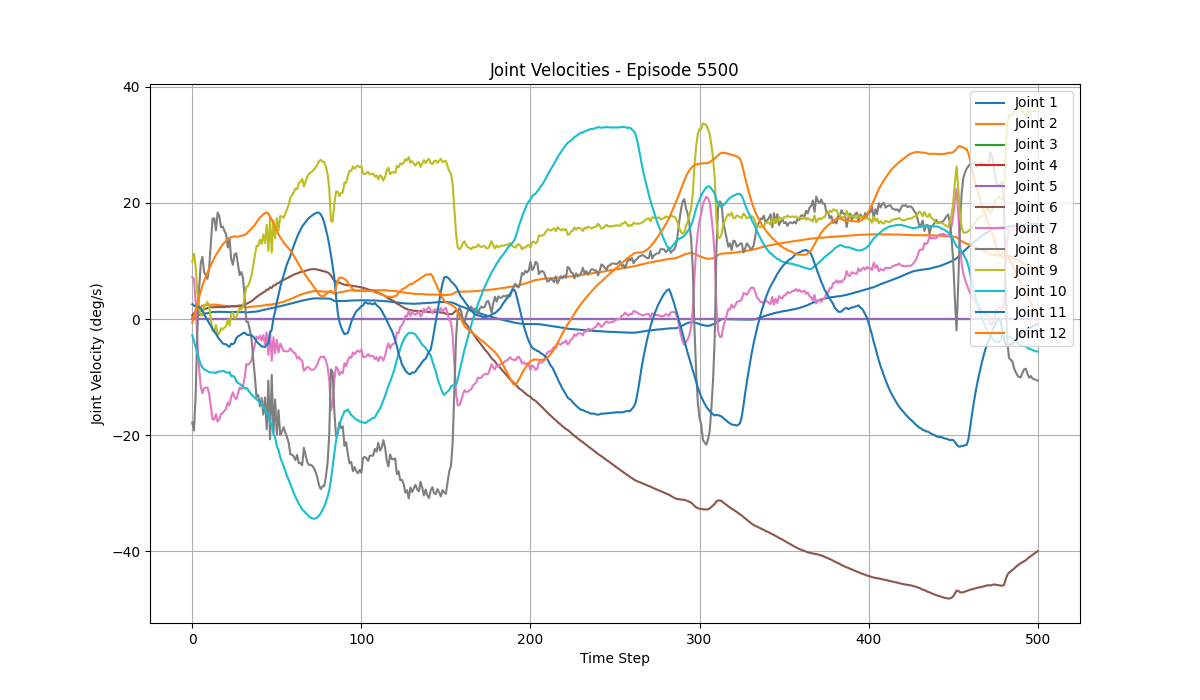 Joint Velocities - Episode 5500
Joint Velocity (deg/s)
40
20
0
−20
−40
0
100
200
300
400
500
Time Step
Joint 1
Joint 2
Joint 3
Joint 4
Joint 5
Joint 6
Joint 7
Joint 8
Joint 9
Joint 10
Joint 11
Joint 12